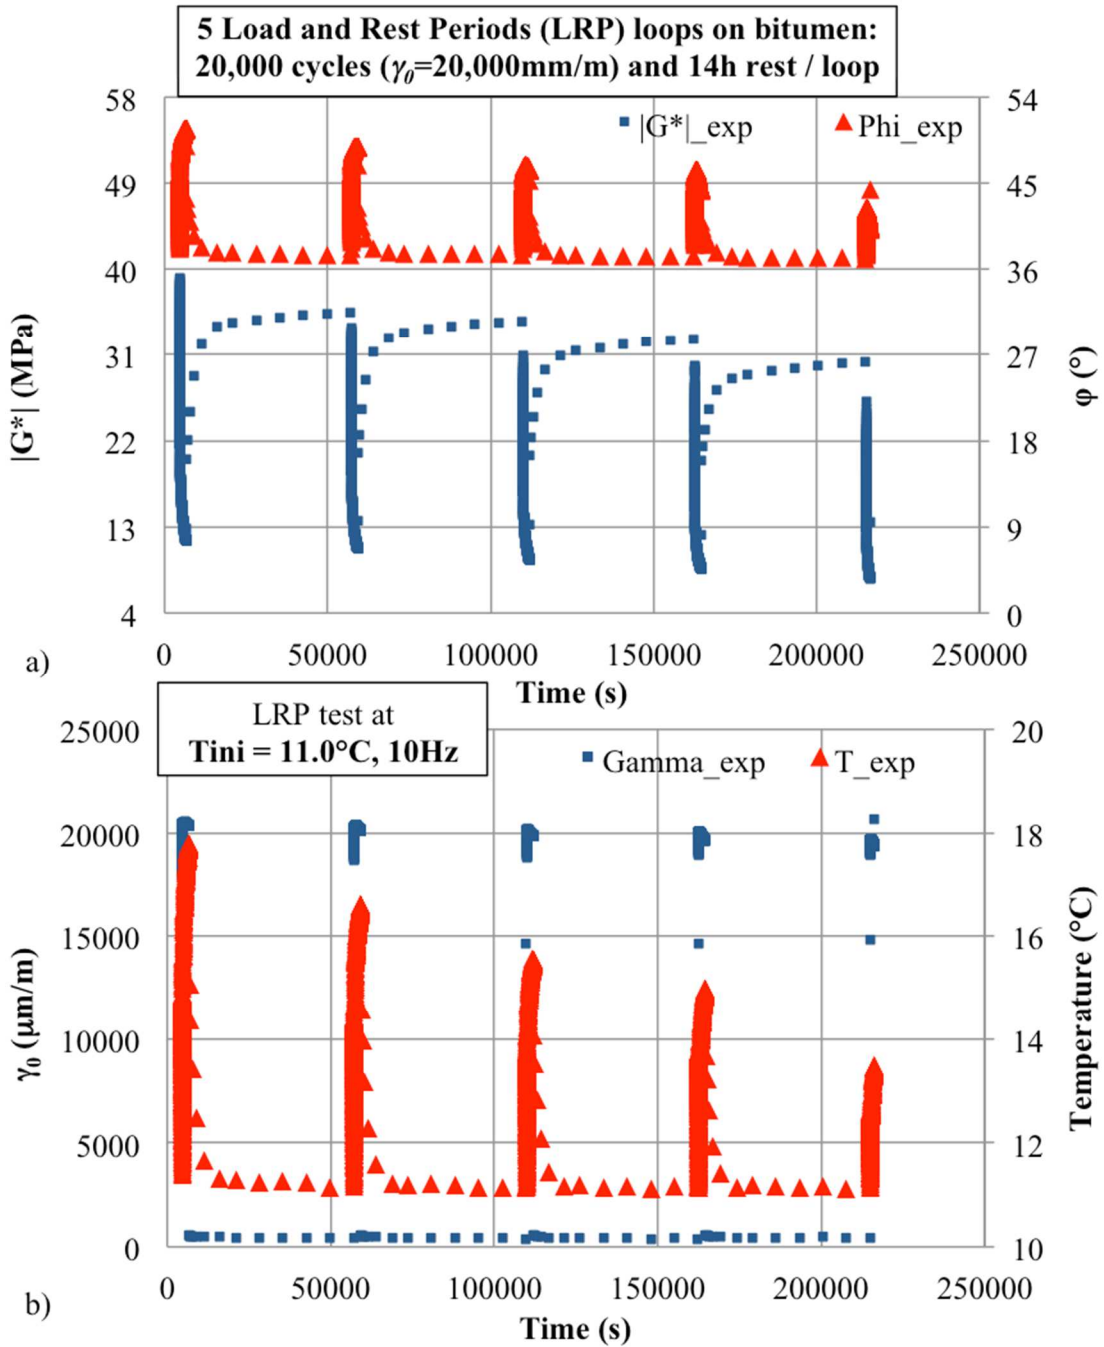 5 Load and Rest Periods (LRP) loops on bitumen:
20,000 cycles (γ0=20,000mm/m) and 14h rest / loop
58
54
|G*|_exp
Phi_exp
49
45
40
36
31
27
22
18
13
9
4
0
|G*| (MPa)
φ (°)
0
50000
100000
150000
200000
250000
a)
Time (s)
LRP test at
Tini = 11.0°C, 10Hz
25000
20
Gamma_exp
T_exp
20000
18
15000
16
10000
14
5000
12
0
10
γ0 (μm/m)
Temperature (°C)
0
50000
100000
150000
200000
250000
b)
Time (s)